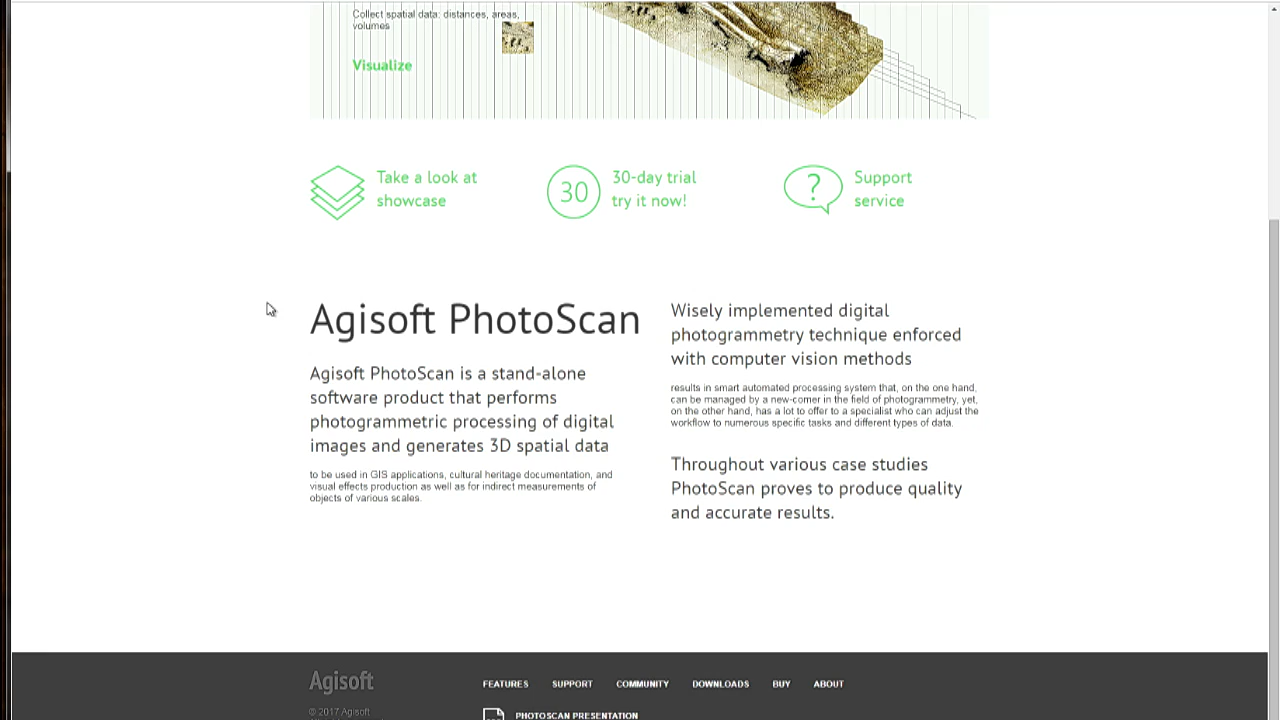 Collect spatial data: distances, areas,
volumes
Visualize
Take a look at
showcase
30
30-day trial
try it now!
?
Support
service
Agisoft PhotoScan
Agisoft PhotoScan is a stand-alone
software product that performs
photogrammetric processing of digital
images and generates 3D spatial data
to be used in GIS applications, cultural heritage documentation, and
visual effects production as well as for indirect measurements of
objects of various scales.
Wisely implemented digital
photogrammetry technique enforced
with computer vision methods
results in smart automated processing system that, on the one hand,
can be managed by a new-comer in the field of photogrammetry, yet,
on the other hand, has a lot to offer to a specialist who can adjust the
workflow to numerous specific tasks and different types of data.
Throughout various case studies
PhotoScan proves to produce quality
and accurate results.
Agisoft
© 2017 Agisoft
FEATURES SUPPORT COMMUNITY DOWNLOADS BUY ABOUT
PHOTOSCAN PRESENTATION